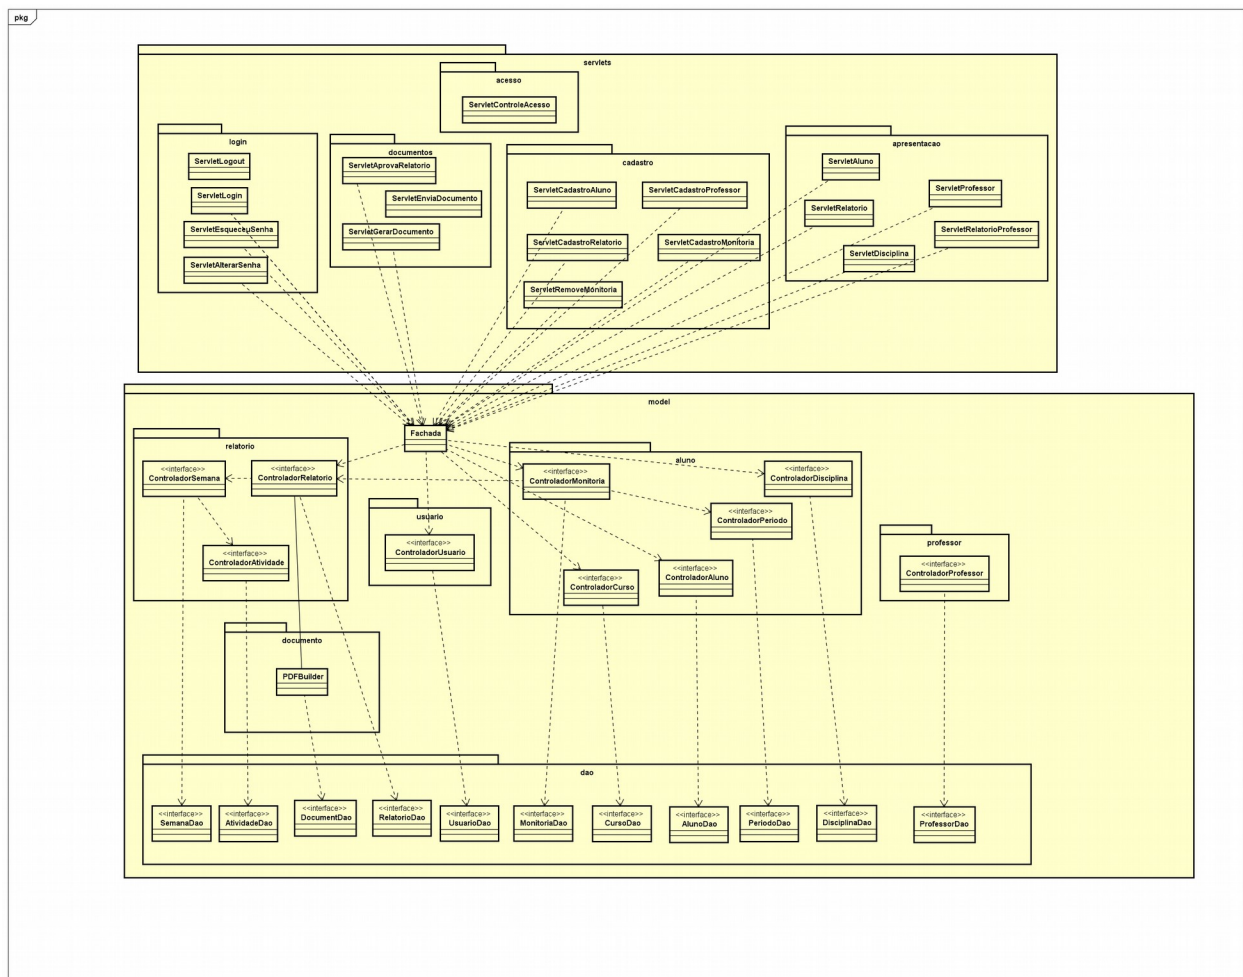 pkg
servlets
acesso
ServletControleAcesso
login
ServletLogout
ServletLogin
ServletEsqueceuSenha
ServletAlterarSenha
documentos
ServletAprovaRelatorio
ServletEnviaDocumento
ServletGerarDocumento
cadastro
ServletCadastroAluno
ServletCadastroProfessor
ServletCadastroRelatorio
ServletCadastroMonitoria
ServletRemoveMonitoria
apresentacao
ServletAluno
ServletProfessor
ServletRelatorio
ServletRelatorioProfessor
ServletDisciplina
model
Fachada
relatorio
<<interface>>
ControladorSemana
<<interface>>
ControladorRelatorio
<<interface>>
ControladorAtividade
usuário
<<interface>>
ControladorUsuario
aluno
<<interface>>
ControladorMonitoria
<<interface>>
ControladorDisciplina
<<interface>>
ControladorPeriodo
<<interface>>
ControladorAluno
<<interface>>
ControladorCurso
professor
<<interface>>
ControladorProfessor
documento
PDFBuilder
dao
<<interface>>
SemanaDao
<<interface>>
AtividadeDao
<<interface>>
DocumentDao
<<interface>>
RelatorioDao
<<interface>>
UsuarioDao
<<interface>>
MonitoriaDao
<<interface>>
CursoDao
<<interface>>
AlunoDao
<<interface>>
PeriodoDao
<<interface>>
DisciplinaDao
<<interface>>
ProfessorDao